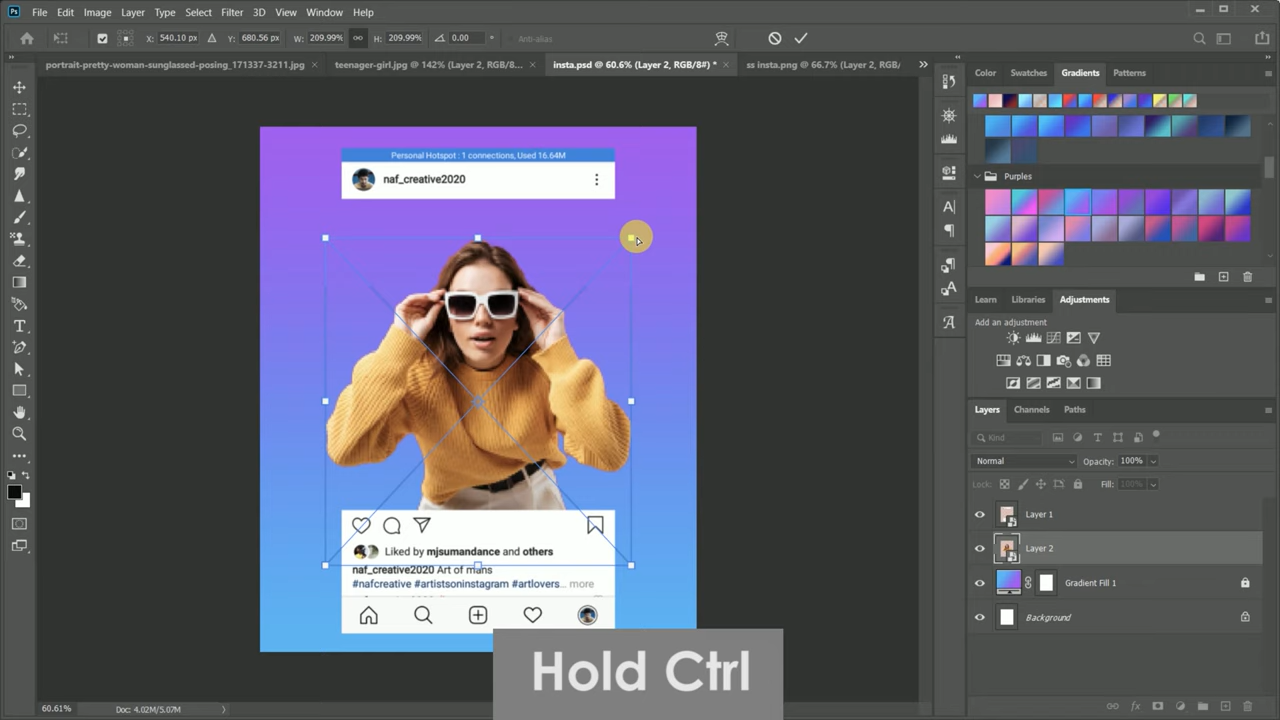 Ps File Edit Image Layer Type Select Filter 3D View Window Help
X: 540.10 px Y: 680.56 px W: 209.99% H: 209.99% 0.00 ° Anti-alias
portrait-pretty-woman-sunglassed-posing_171337-3211.jpg × teenager-girl.jpg @ 142% (Layer 2, RGB/8... × insta.psd @ 60.6% (Layer 2, RGB/8#) * × ss insta.png @ 66.7% (Layer 2, RGB/
Color Swatches Gradients Patterns
Personal Hotspot : 1 connections, Used 16.64M
naf_creative2020
Purples
Learn Libraries Adjustments
Add an adjustment
Layers Channels Paths
Kind
Normal Opacity: 100%
Lock: Fill: 100%
Layer 1
Layer 2
Gradient Fill 1
Background
Liked by mjsumandance and others
naf_creative2020 Art of mans
#nafcreative #artistsoninstagram #artlovers... more
Hold Ctrl
60.61% Doc: 4.02M/5.07M